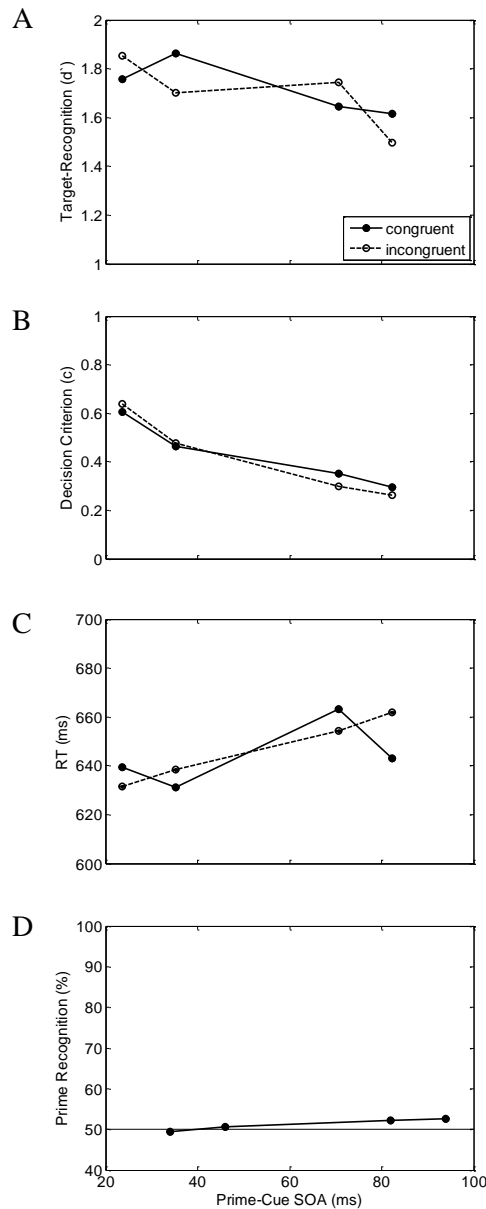 A
Target-Recognition (d`)
2
1.8
1.6
1.4
1.2
1
congruent
incongruent
B
Decision Criterion (c)
1
0.8
0.6
0.4
0.2
0
C
RT (ms)
700
680
660
640
620
600
D
Prime Recognition (%)
100
90
80
70
60
50
40
20 40 60 80 100
Prime-Cue SOA (ms)